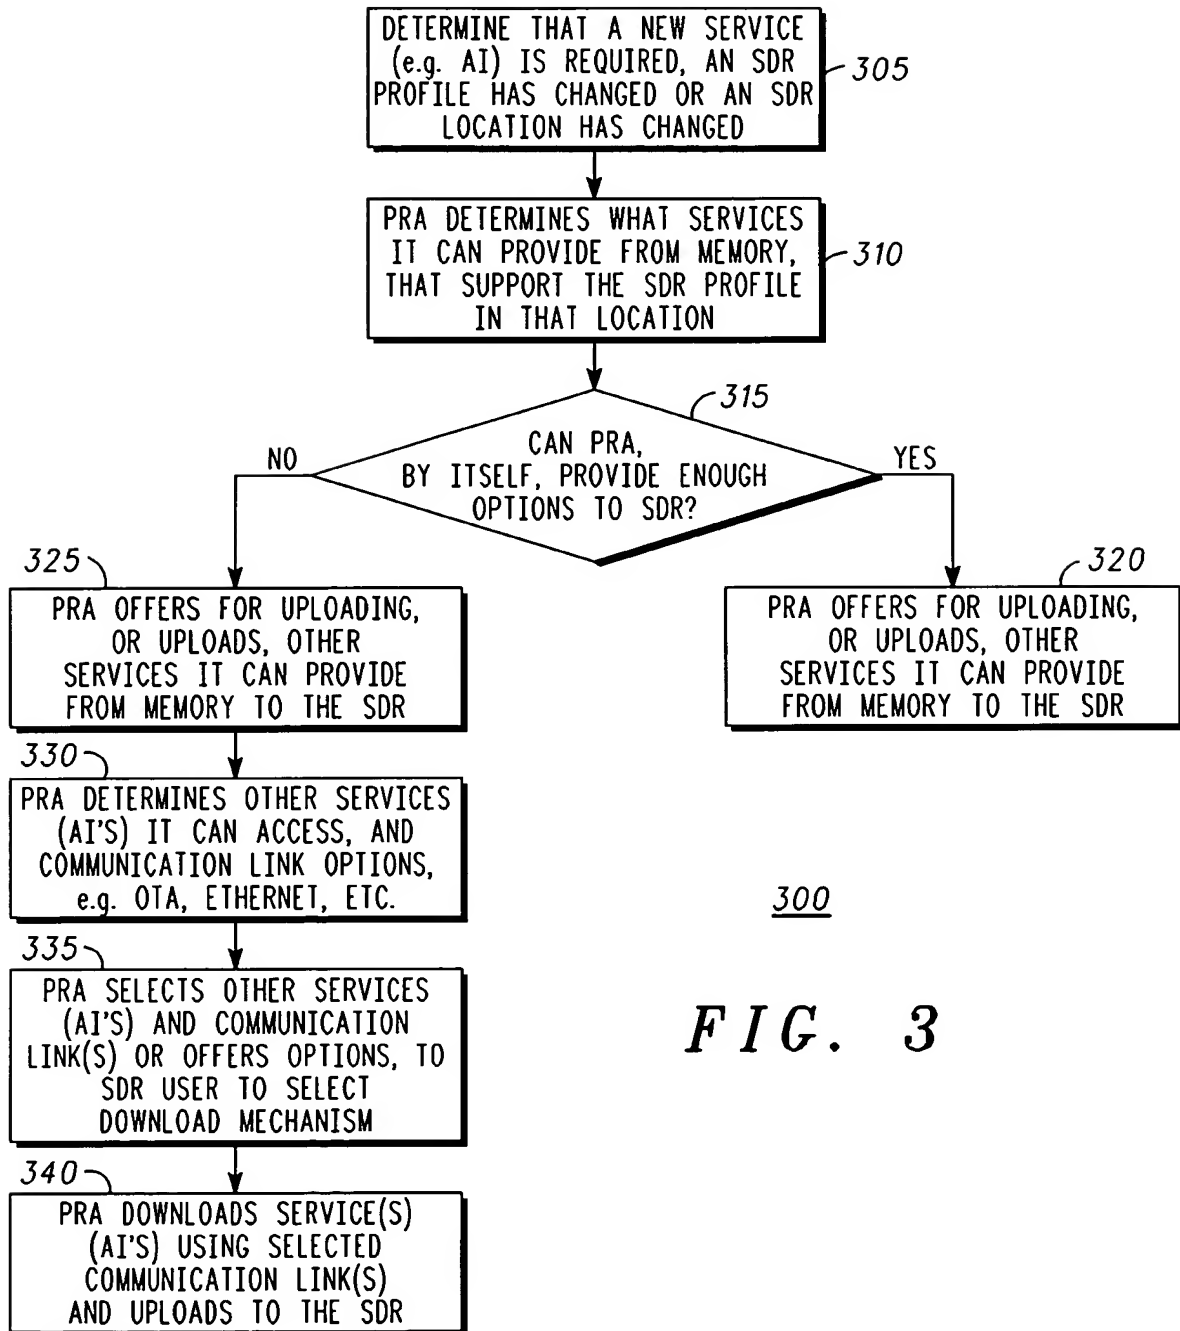 DETERMINE THAT A NEW SERVICE
(e.g. AI) IS REQUIRED, AN SDR
PROFILE HAS CHANGED OR AN SDR
LOCATION HAS CHANGED
305
PRA DETERMINES WHAT SERVICES
IT CAN PROVIDE FROM MEMORY,
THAT SUPPORT THE SDR PROFILE
IN THAT LOCATION
310
315
CAN PRA,
BY ITSELF, PROVIDE ENOUGH
OPTIONS TO SDR?
NO
YES
325
PRA OFFERS FOR UPLOADING,
OR UPLOADS, OTHER
SERVICES IT CAN PROVIDE
FROM MEMORY TO THE SDR
320
PRA OFFERS FOR UPLOADING,
OR UPLOADS, OTHER
SERVICES IT CAN PROVIDE
FROM MEMORY TO THE SDR
330
PRA DETERMINES OTHER SERVICES
(AI'S) IT CAN ACCESS, AND
COMMUNICATION LINK OPTIONS,
e.g. OTA, ETHERNET, ETC.
335
PRA SELECTS OTHER SERVICES
(AI'S) AND COMMUNICATION
LINK(S) OR OFFERS OPTIONS, TO
SDR USER TO SELECT
DOWNLOAD MECHANISM
340
PRA DOWNLOADS SERVICE(S)
(AI'S) USING SELECTED
COMMUNICATION LINK(S)
AND UPLOADS TO THE SDR
300
FIG. 3